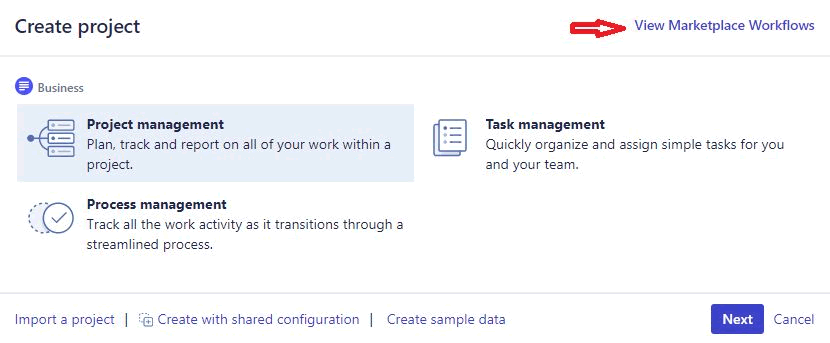 Create project
View Marketplace Workflows
Business
Project management
Plan, track and report on all of your work within a
project.
Task management
Quickly organize and assign simple tasks for you
and your team.
Process management
Track all the work activity as it transitions through a
streamlined process.
Import a project | Create with shared configuration | Create sample data
Next Cancel